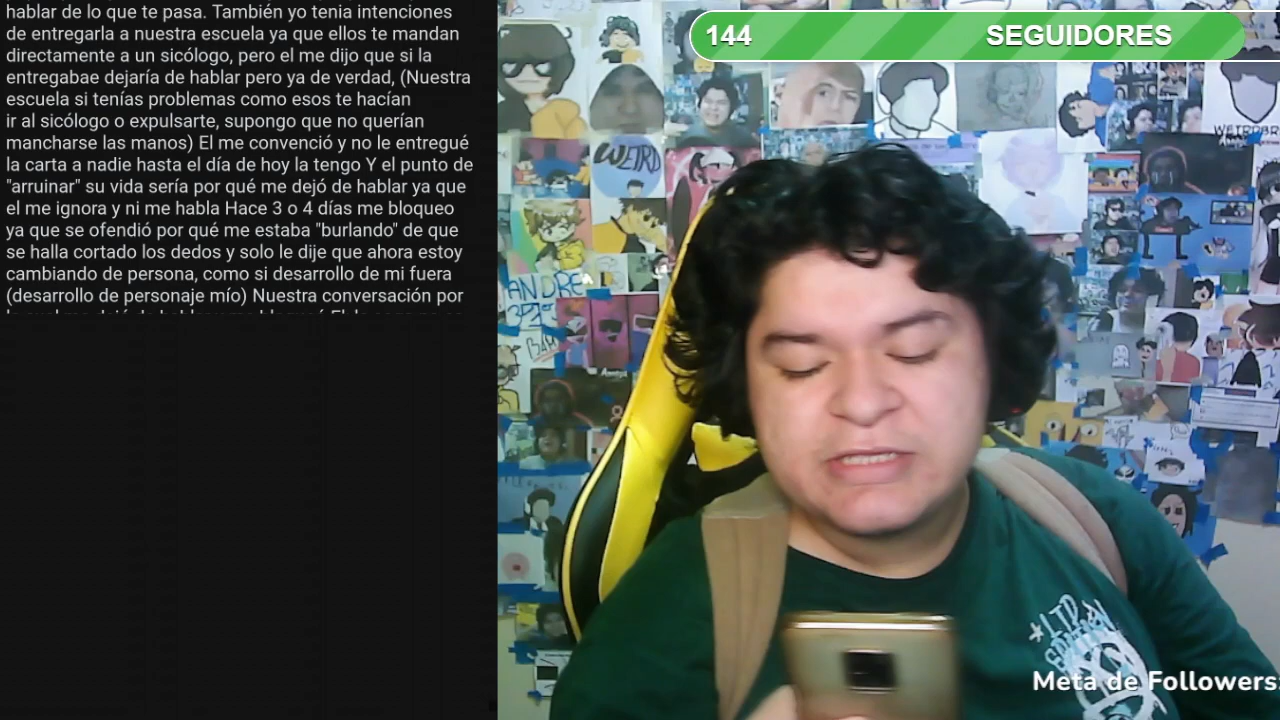 hablar de lo que te pasa. También yo tenia intenciones
de entregarla a nuestra escuela ya que ellos te mandan
directamente a un sicólogo, pero el me dijo que si la
entregabae dejaría de hablar pero ya de verdad, (Nuestra
escuela si tenías problemas como esos te hacían
ir al sicólogo o expulsarte, supongo que no querían
mancharse las manos) El me convenció y no le entregué
la carta a nadie hasta el día de hoy la tengo Y el punto de
"arruinar" su vida sería por qué me dejó de hablar ya que
el me ignora y ni me habla Hace 3 o 4 días me bloqueo
ya que se ofendió por qué me estaba "burlando" de que
se halla cortado los dedos y solo le dije que ahora estoy
cambiando de persona, como si desarrollo de mi fuera
(desarrollo de personaje mío) Nuestra conversación por
144 SEGUIDORES
WEIRD
ANDRE
*LTD
EDITION
Meta de Followers: